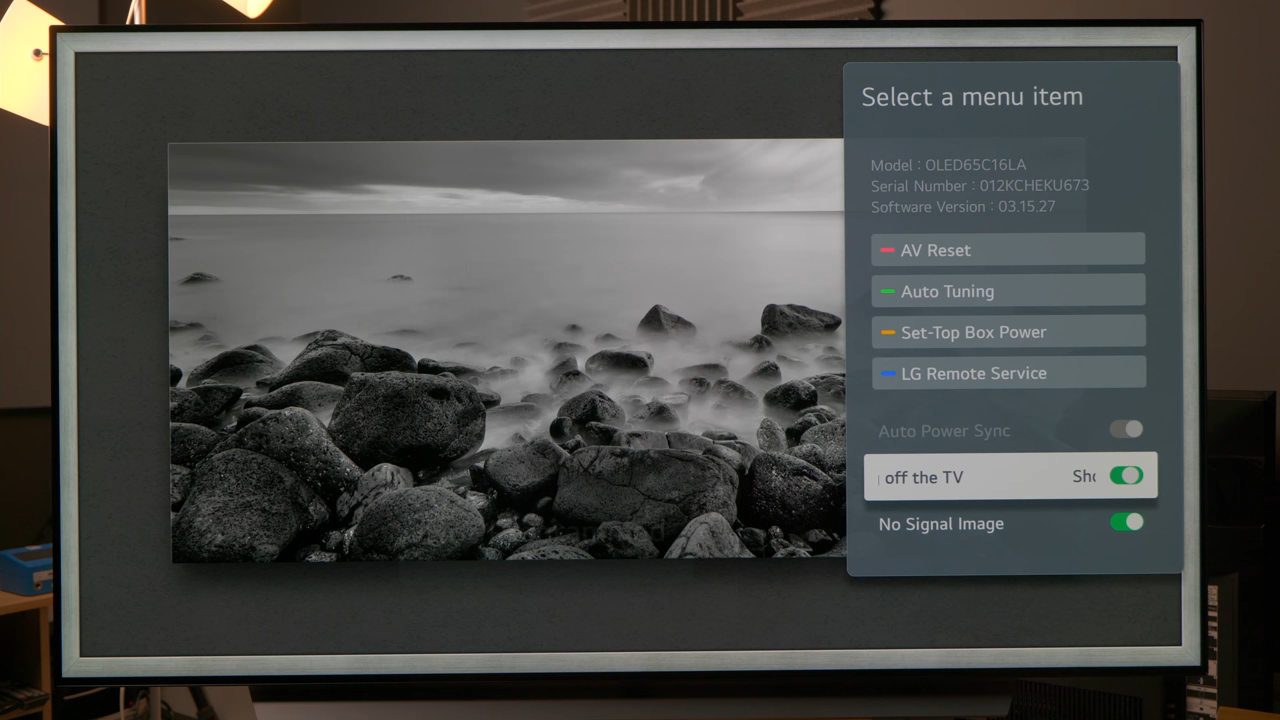 Select a menu item
Model : OLED65C16LA
Serial Number : 012KCHEKU673
Software Version : 03.15.27
AV Reset
Auto Tuning
Set-Top Box Power
LG Remote Service
Auto Power Sync
off the TV Sho
No Signal Image